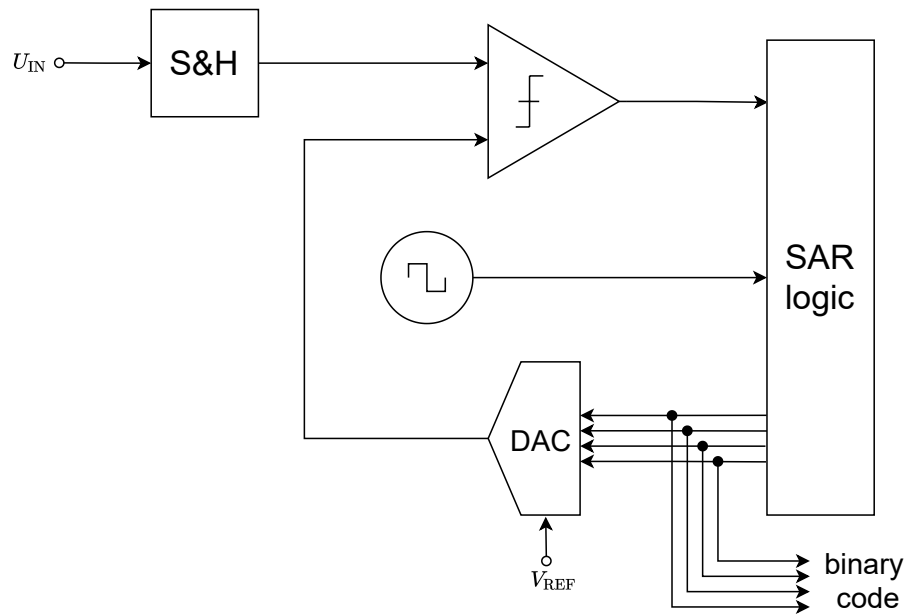 S&H
U_IN
SAR
logic
DAC
V_REF
binary
code